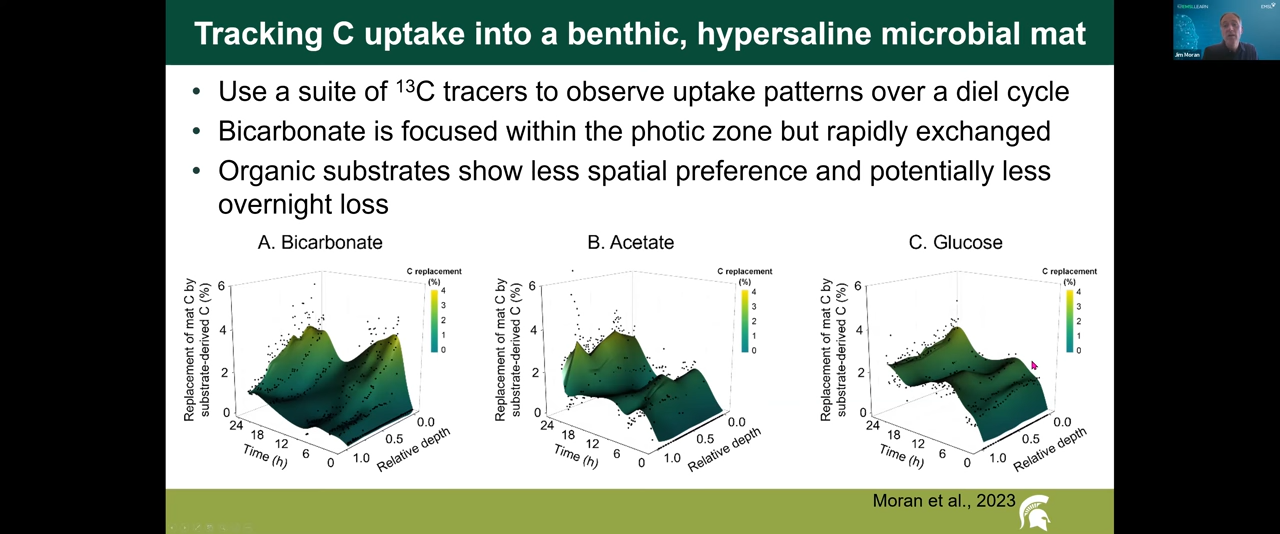 Tracking C uptake into a benthic, hypersaline microbial mat
• Use a suite of ¹³C tracers to observe uptake patterns over a diel cycle
• Bicarbonate is focused within the photic zone but rapidly exchanged
• Organic substrates show less spatial preference and potentially less
overnight loss
A. Bicarbonate
C replacement
(%)
4
3
2
1
0
Replacement of mat C by
substrate-derived C (%)
6
4
2
0
24
18
12
6
0
Time (h)
1.0
0.5
0.0
Relative depth
B. Acetate
C replacement
(%)
4
3
2
1
0
Replacement of mat C by
substrate-derived C (%)
6
4
2
0
24
18
12
6
0
Time (h)
1.0
0.5
0.0
Relative depth
C. Glucose
C replacement
(%)
4
3
2
1
0
Replacement of mat C by
substrate-derived C (%)
6
4
2
0
24
18
12
6
0
Time (h)
1.0
0.5
0.0
Relative depth
Moran et al., 2023
EMSL LEARN
EMSL
Jim Moran